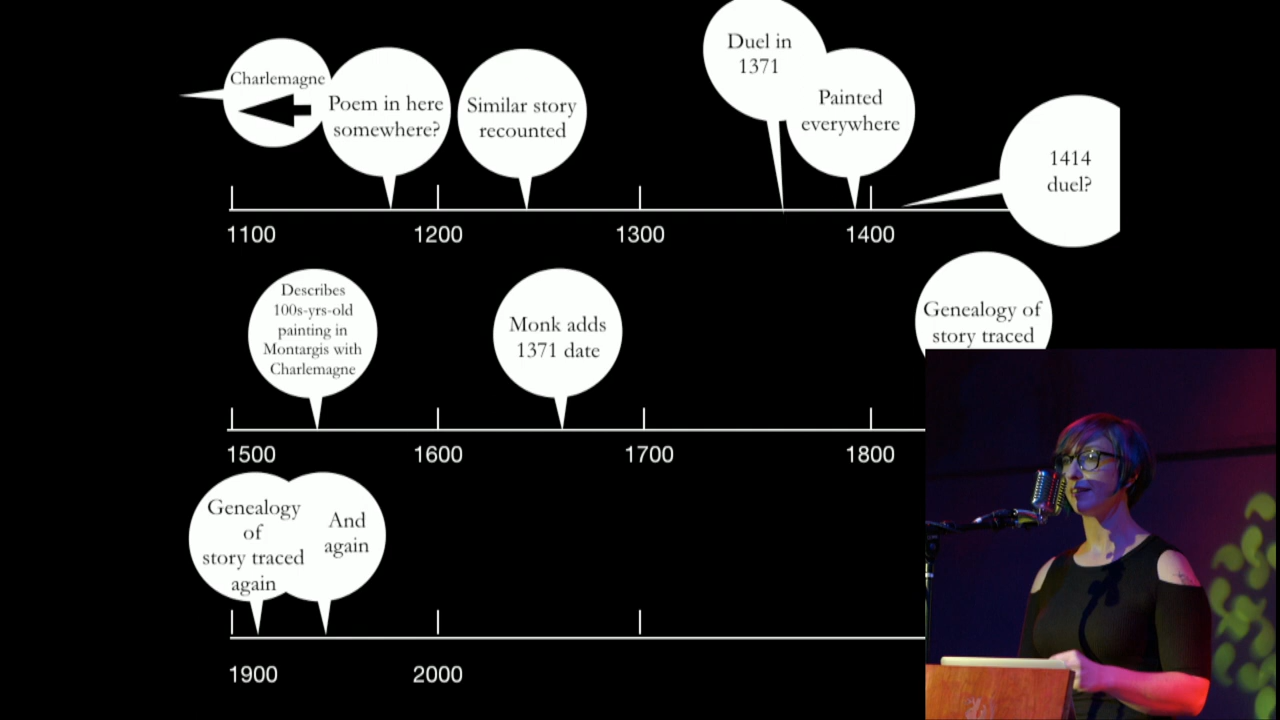 Charlemagne
Poem in here
somewhere?
Similar story
recounted
Duel in
1371
Painted
everywhere
1414
duel?
1100
1200
1300
1400
Describes
100s-yrs-old
painting in
Montargis with
Charlemagne
Monk adds
1371 date
Genealogy of
story traced
1500
1600
1700
1800
Genealogy
of
story traced
again
And
again
1900
2000